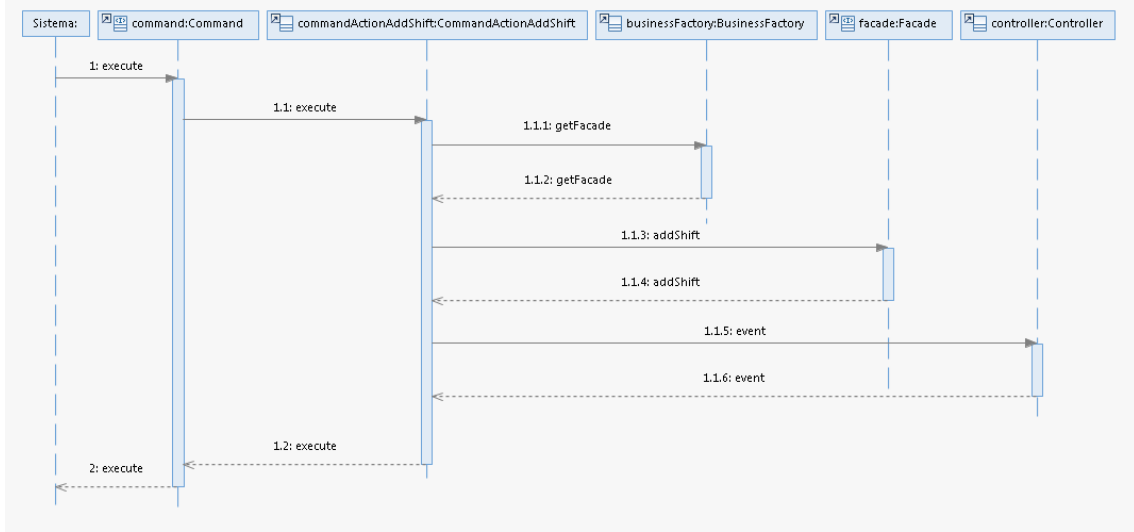 Sistema:
command:Command
commandActionAddShift:CommandActionAddShift
businessFactory:BusinessFactory
facade:Facade
controller:Controller
1: execute
1.1: execute
1.1.1: getFacade
1.1.2: getFacade
1.1.3: addShift
1.1.4: addShift
1.1.5: event
1.1.6: event
1.2: execute
2: execute